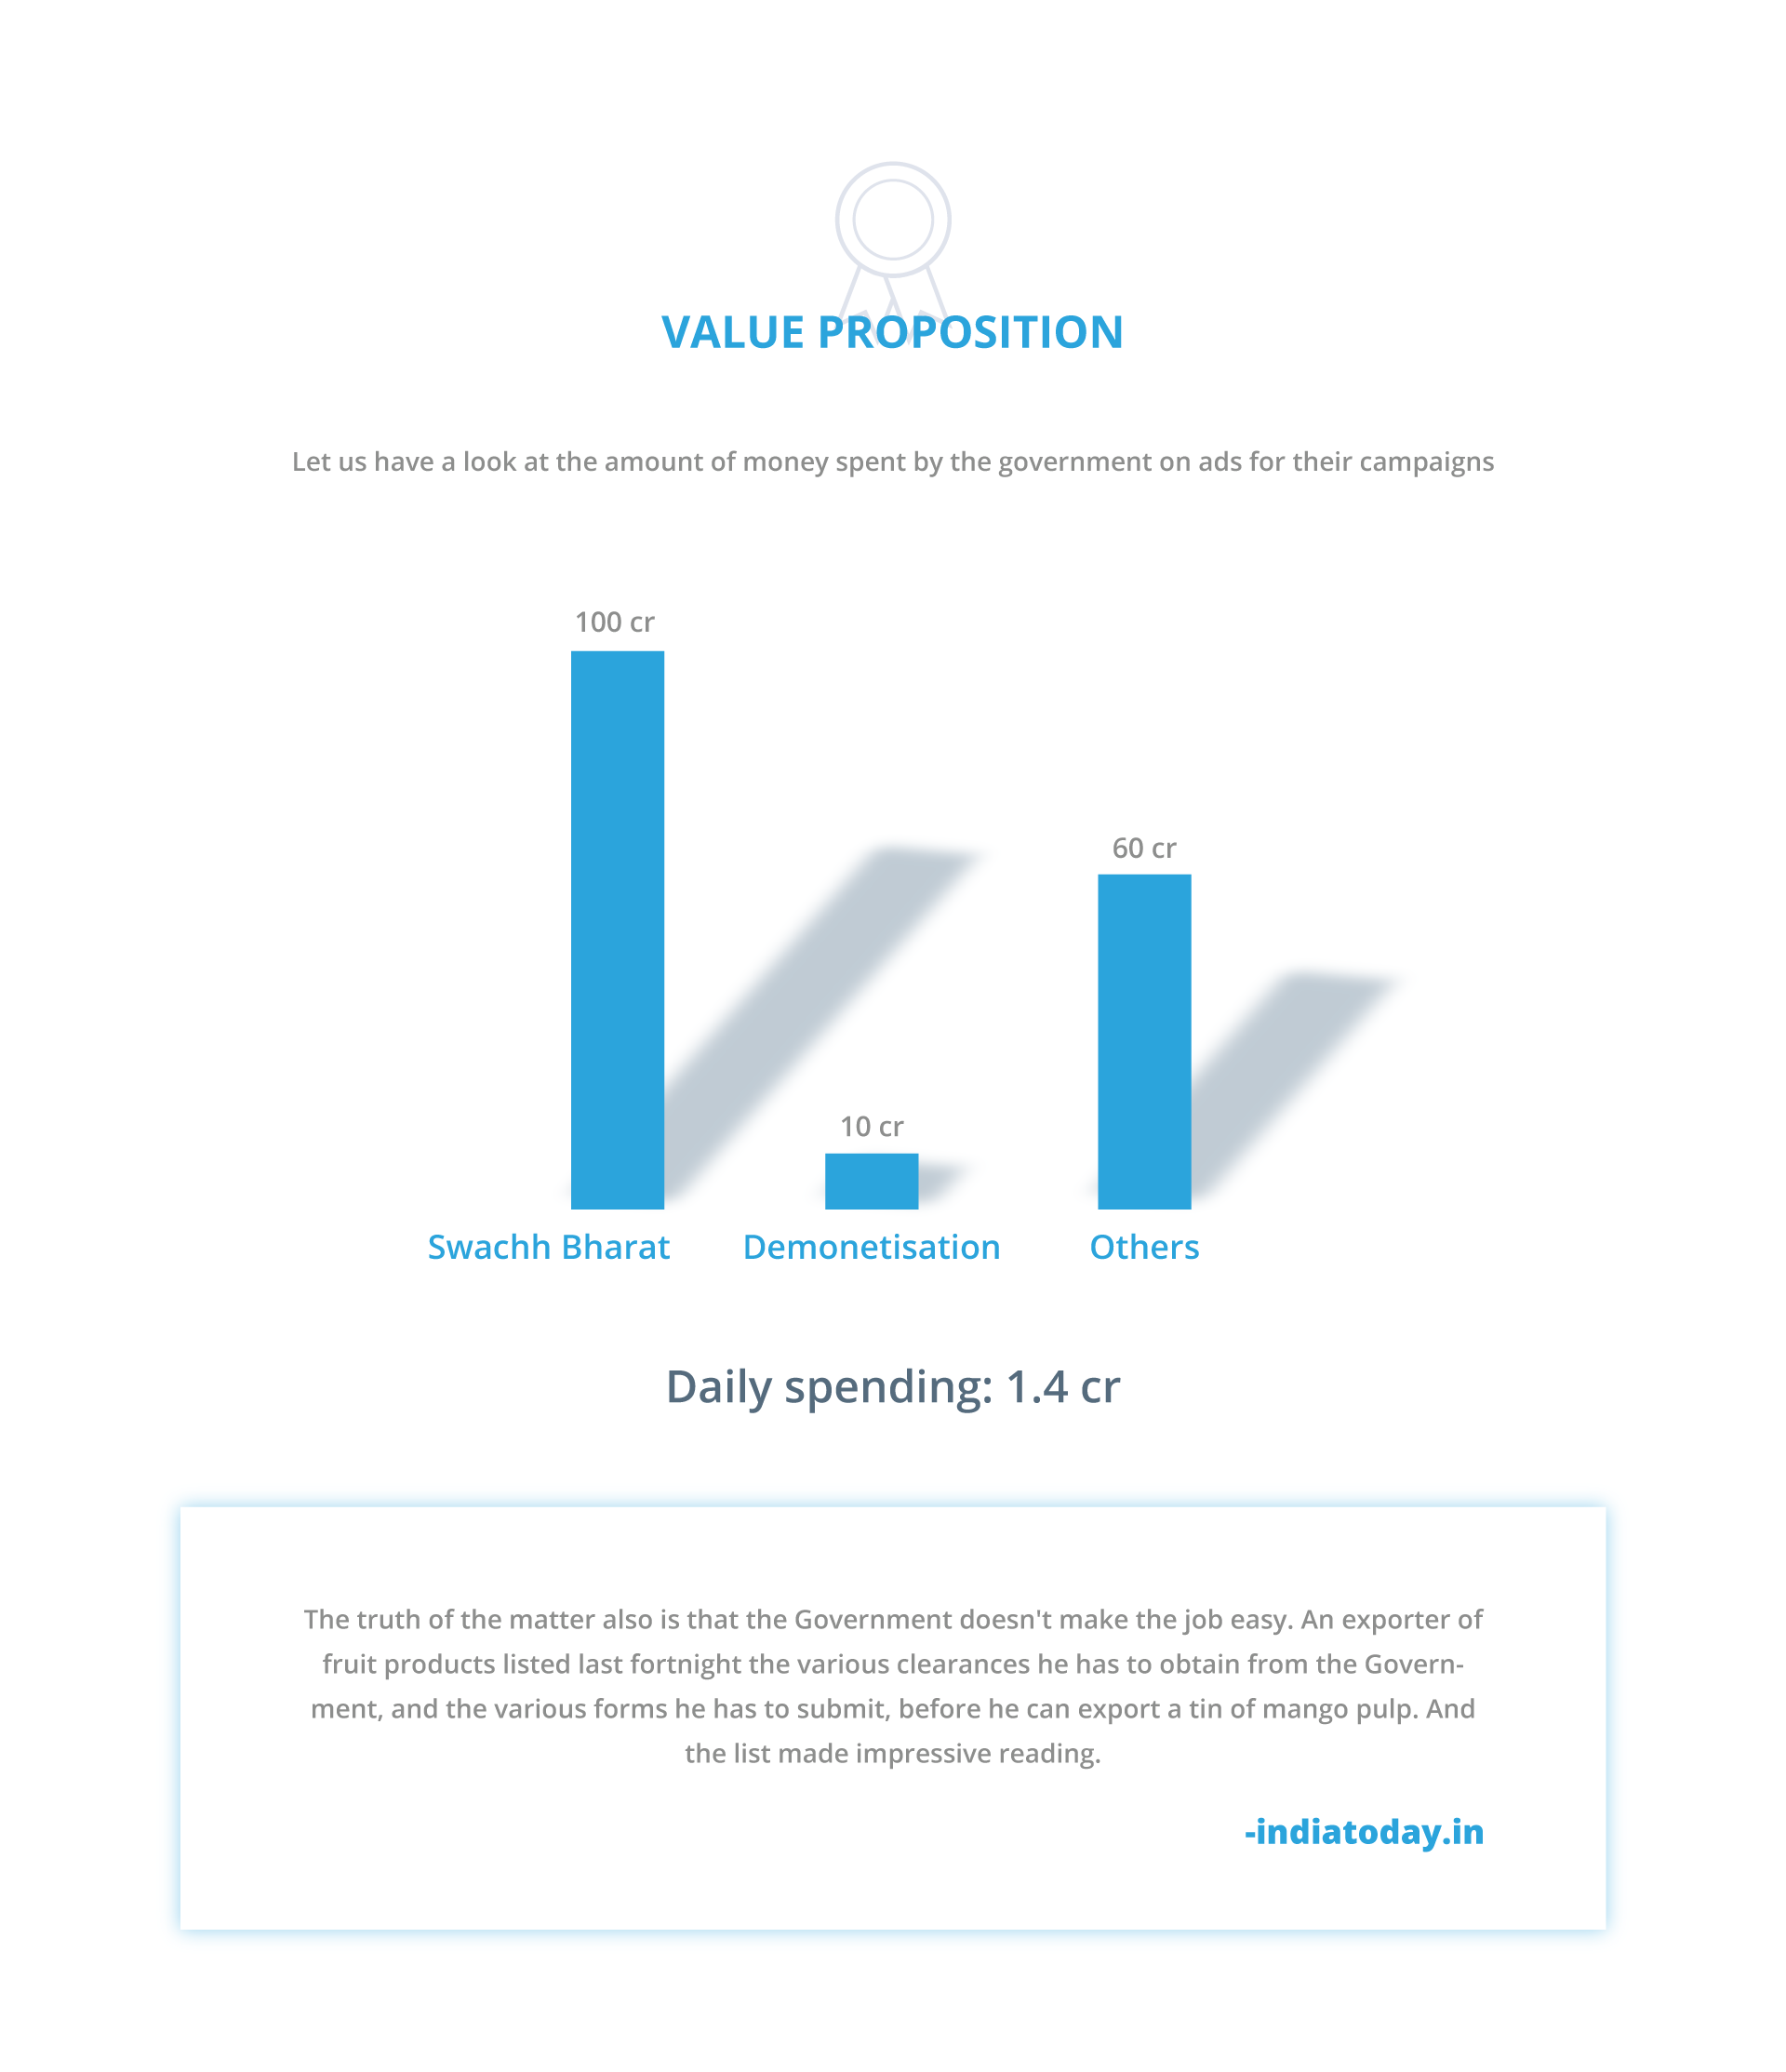 VALUE PROPOSITION
Let us have a look at the amount of money spent by the government on ads for their campaigns
100 cr
60 cr
10 cr
Swachh Bharat
Demonetisation
Others
Daily spending: 1.4 cr
The truth of the matter also is that the Government doesn't make the job easy. An exporter of
fruit products listed last fortnight the various clearances he has to obtain from the Govern-
ment, and the various forms he has to submit, before he can export a tin of mango pulp. And
the list made impressive reading.
-indiatoday.in